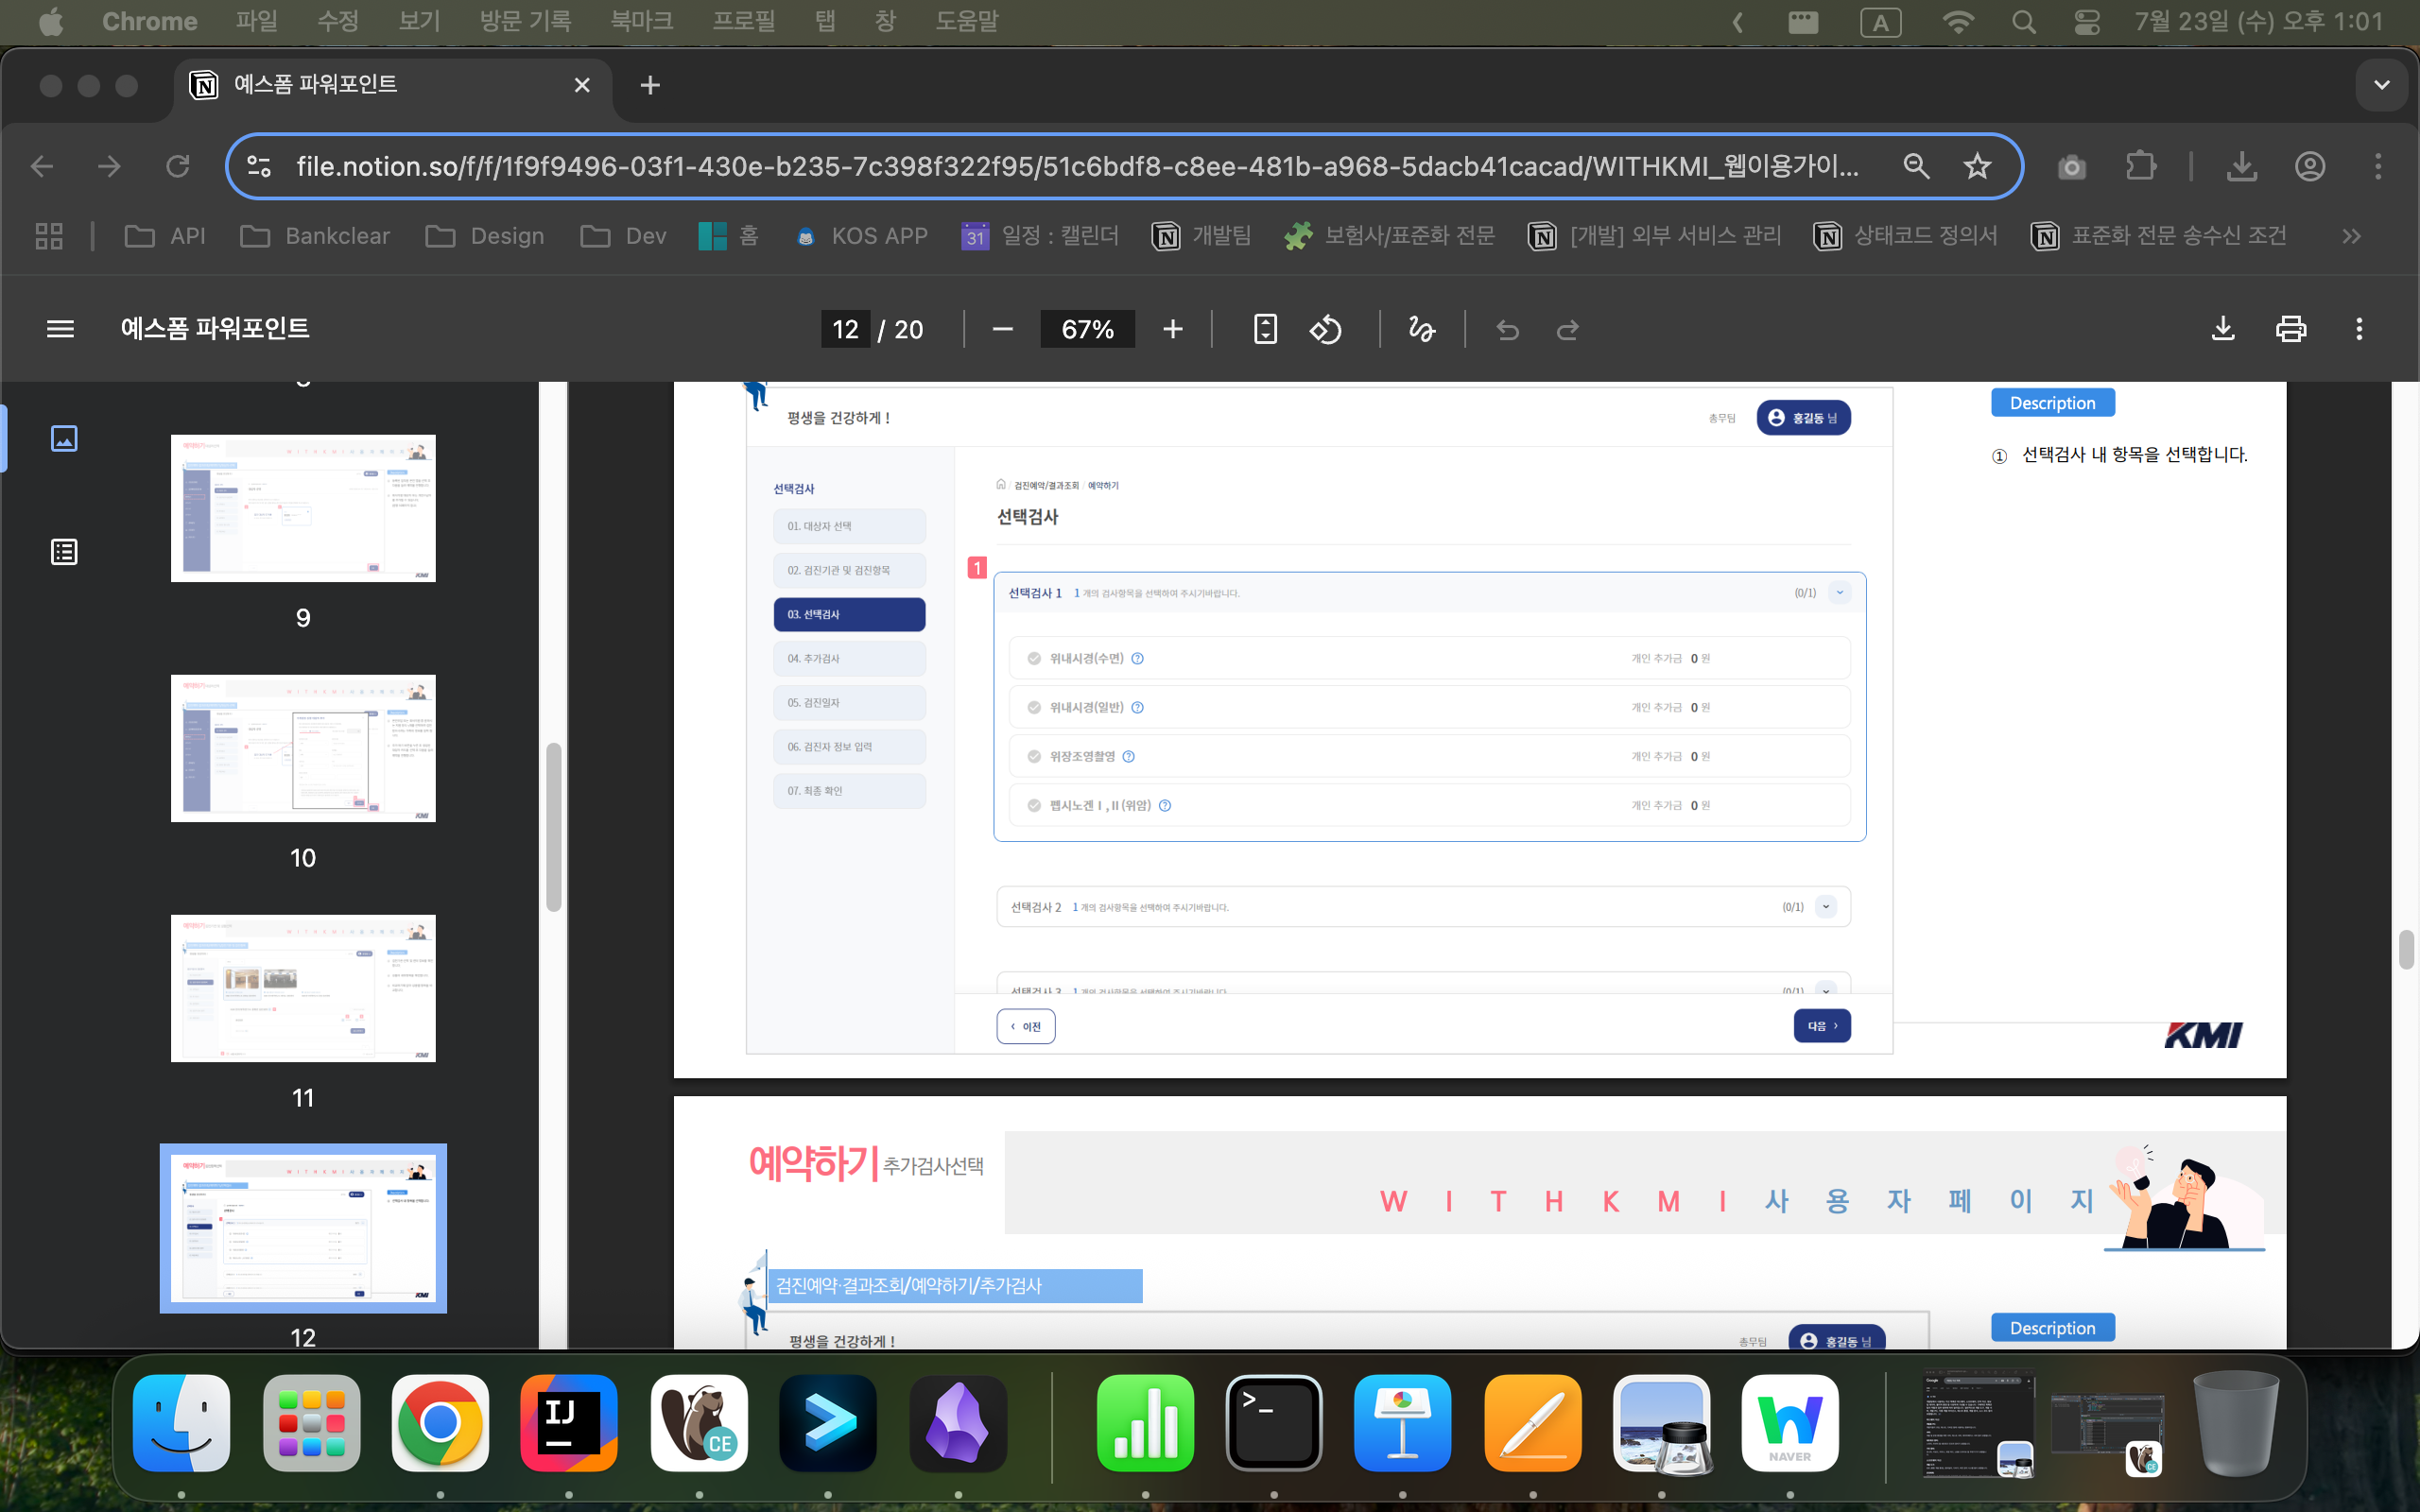 Chrome 파일 수정 보기 방문 기록 북마크 프로필 탭 창 도움말 A 7월 23일 (수) 오후 1:01
예스폼 파워포인트
file.notion.so/f/f/1f9f9496-03f1-430e-b235-7c398f322f95/51c6bdf8-c8ee-481b-a968-5dacb41cacad/WITHKMI_웹이용가이...
API Bankclear Design Dev 홈 KOS APP 31 일정 : 캘린더 개발팀 보험사/표준화 전문 [개발] 외부 서비스 관리 상태코드 정의서 표준화 전문 송수신 조건
예스폼 파워포인트 12 / 20 67%
9
10
11
12
평생을 건강하게 !
총무팀 홍길동 님
Description
① 선택검사 내 항목을 선택합니다.
선택검사
01. 대상자 선택
02. 검진기관 및 검진항목
03. 선택검사
04. 추가검사
05. 검진일자
06. 검진자 정보 입력
07. 최종 확인
검진예약/결과조회 / 예약하기
선택검사
1
선택검사 1 1 개의 검사항목을 선택하여 주시기바랍니다. (0/1)
위내시경(수면) 개인 추가금 0 원
위내시경(일반) 개인 추가금 0 원
위장조영촬영 개인 추가금 0 원
펩시노겐 I , II (위암) 개인 추가금 0 원
선택검사 2 1 개의 검사항목을 선택하여 주시기바랍니다. (0/1)
선택검사 3 1 개의 검사항목을 선택하여 주시기바랍니다. (0/1)
이전
다음
KMI
예약하기 추가검사선택
WITHKMI사용자페이지
검진예약·결과조회/예약하기/추가검사
평생을 건강하게 !
총무팀 홍길동 님
Description
IJ
CE
NAVER